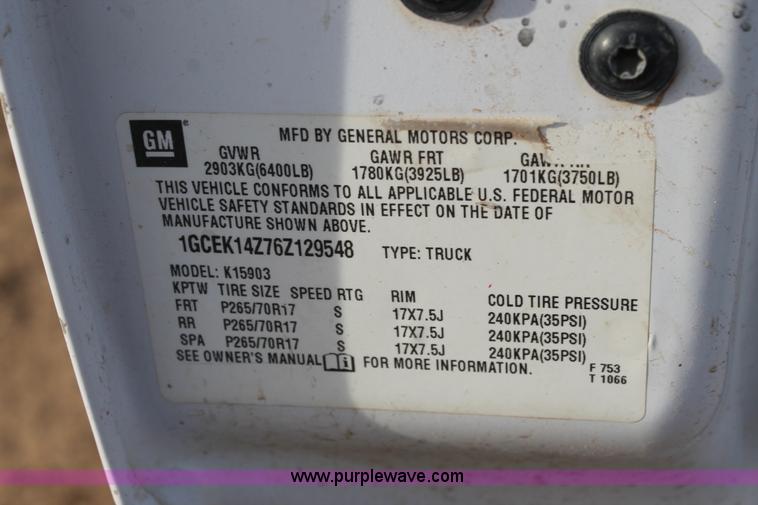 GM ®
MFD BY GENERAL MOTORS CORP.
GVWR GAWR FRT
2903KG(6400LB) 1780KG(3925LB) 1701KG(3750LB)
THIS VEHICLE CONFORMS TO ALL APPLICABLE U.S. FEDERAL MOTOR
VEHICLE SAFETY STANDARDS IN EFFECT ON THE DATE OF
MANUFACTURE SHOWN ABOVE.
1GCEK14Z76Z129548 TYPE: TRUCK
MODEL: K15903
KPTW TIRE SIZE SPEED RTG RIM COLD TIRE PRESSURE
FRT P265/70R17 S 17X7.5J 240KPA(35PSI)
RR P265/70R17 S 17X7.5J 240KPA(35PSI)
SPA P265/70R17 S 17X7.5J 240KPA(35PSI)
SEE OWNER'S MANUAL FOR MORE INFORMATION.
F 753
T 1066
www.purplewave.com